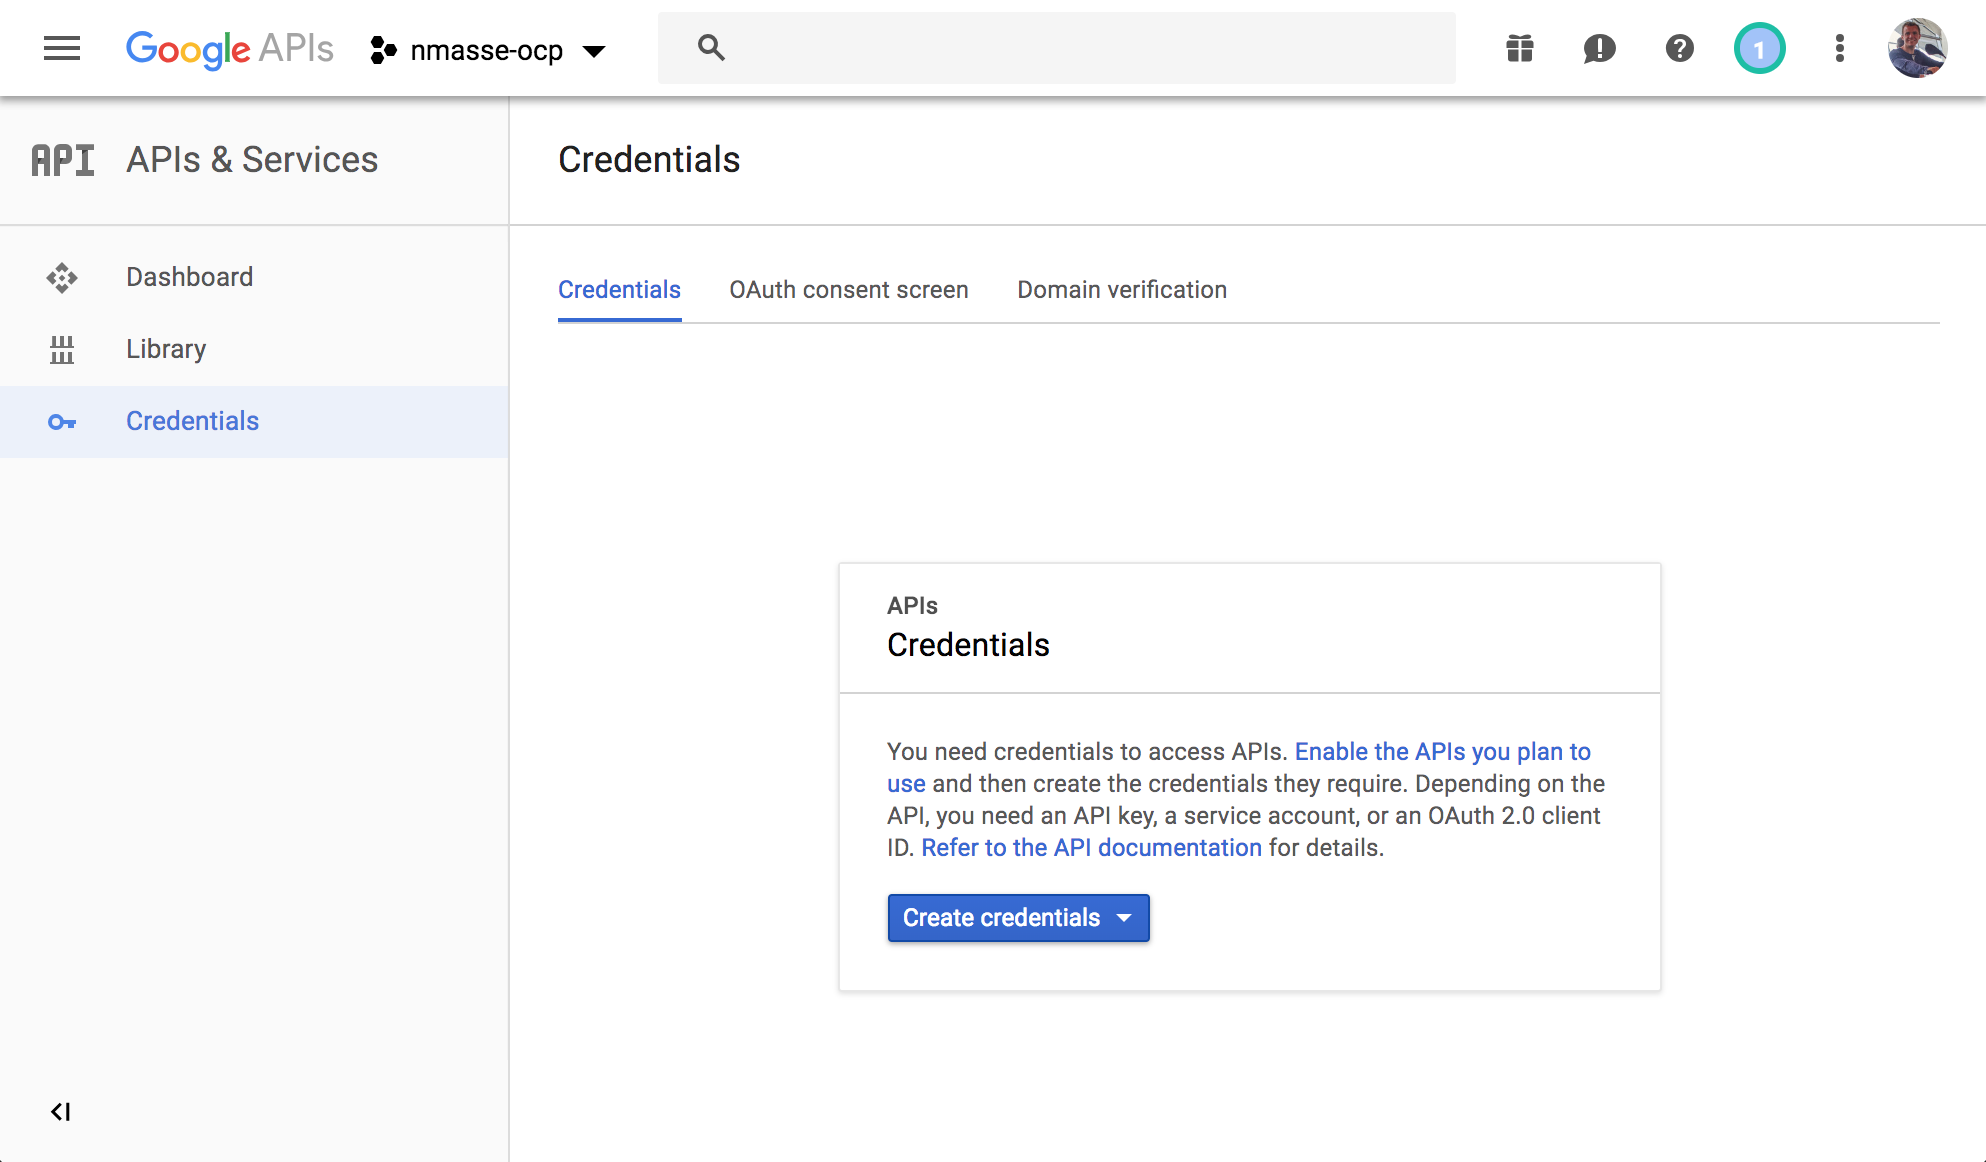 Google APIs
nmasse-ocp
1
API
APIs & Services
Credentials
Dashboard
Library
Credentials
Credentials
OAuth consent screen
Domain verification
APIs
Credentials
You need credentials to access APIs. Enable the APIs you plan to
use and then create the credentials they require. Depending on the
API, you need an API key, a service account, or an OAuth 2.0 client
ID. Refer to the API documentation for details.
Create credentials